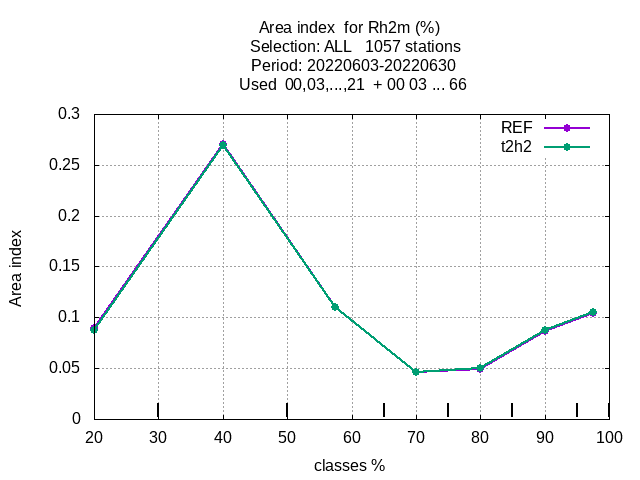 Area index  for Rh2m (%)
Selection: ALL   1057 stations
Period: 20220603-20220630
Used  00,03,...,21  + 00 03 ... 66
REF
t2h2
0.3
0.25
0.2
0.15
0.1
0.05
0
Area index
20 30 40 50 60 70 80 90 100
classes %